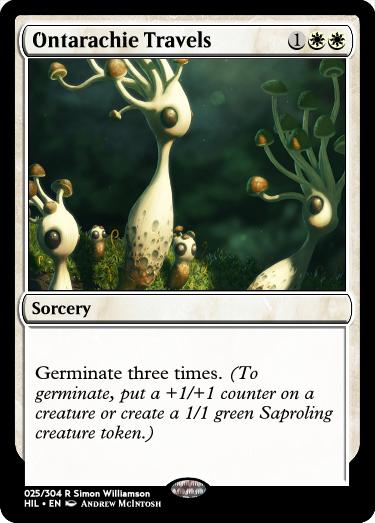 Ontarachie Travels 1
Sorcery
Germinate three times. (To
germinate, put a +1/+1 counter on a
creature or create a 1/1 green Saproling
creature token.)
025/304 R Simon Williamson
HIL • EN Andrew McIntosh